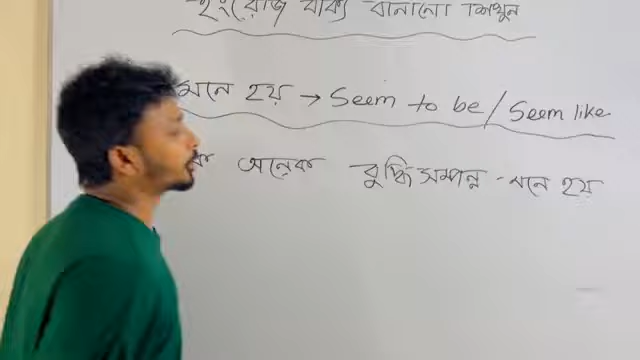 ইংরেজি বাক্য বানানো শিখুন
মনে হয় → Seem to be / Seem like
অনেক বুদ্ধি সম্পন্ন - মনে হয়